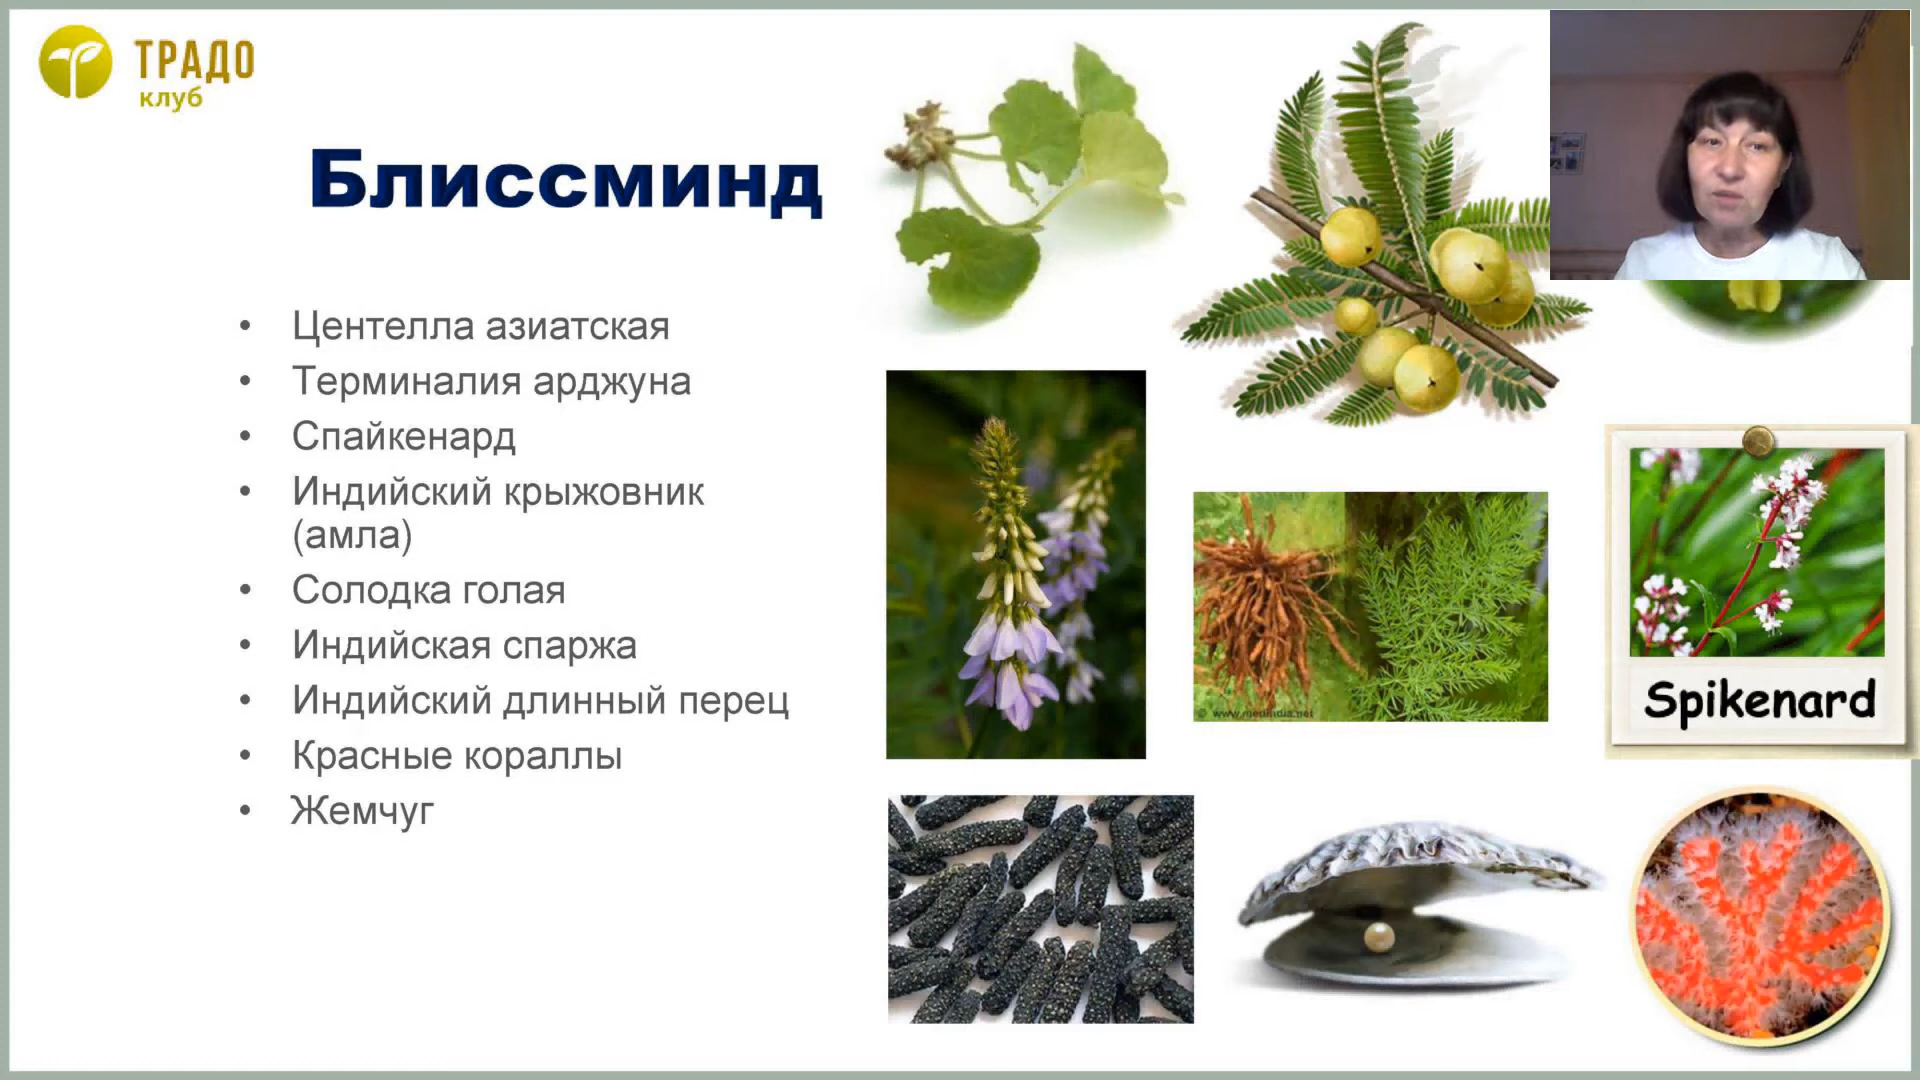 ТРАДО
клуб
Блиссминд
• Центелла азиатская
• Терминалия арджуна
• Спайкенард
• Индийский крыжовник
(амла)
• Солодка голая
• Индийская спаржа
• Индийский длинный перец
• Красные кораллы
• Жемчуг
© www.medindia.net
Spikenard